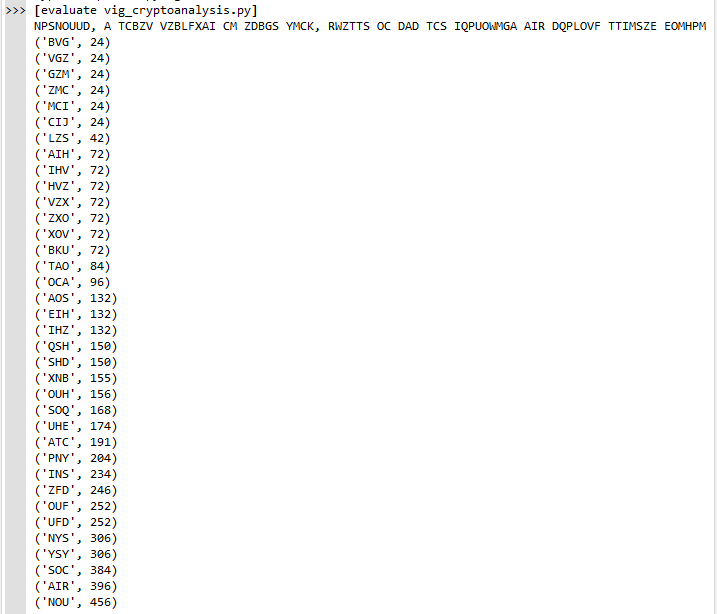 >>> [evaluate vig_cryptoanalysis.py]
NPSNOUUD, A TCBZV VZBLFXAI CM ZDBGS YMCK, RWZTTS OC DAD TCS IQPUOWMGA AIR DQPLOVF TTIMSZE EOMHPM
('BVG', 24)
('VGZ', 24)
('GZM', 24)
('ZMC', 24)
('MCI', 24)
('CIJ', 24)
('LZS', 42)
('AIH', 72)
('IHV', 72)
('HVZ', 72)
('VZX', 72)
('ZXO', 72)
('XOV', 72)
('BKU', 72)
('TAO', 84)
('OCA', 96)
('AOS', 132)
('EIH', 132)
('IHZ', 132)
('QSH', 150)
('SHD', 150)
('XNB', 155)
('OUH', 156)
('SOQ', 168)
('UHE', 174)
('ATC', 191)
('PNY', 204)
('INS', 234)
('ZFD', 246)
('OUF', 252)
('UFD', 252)
('NYS', 306)
('YSY', 306)
('SOC', 384)
('AIR', 396)
('NOU', 456)